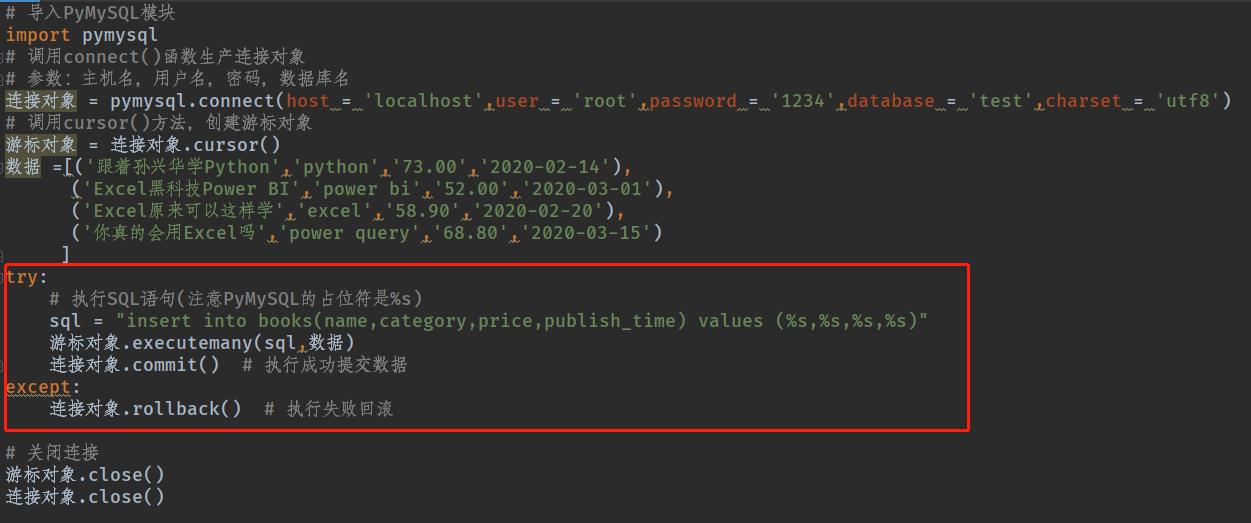 # 导入PyMySQL模块
import pymysql
# 调用connect()函数生产连接对象
# 参数：主机名，用户名，密码，数据库名
连接对象 = pymysql.connect(host = 'localhost',user = 'root',password = '1234',database = 'test',charset = 'utf8')
# 调用cursor()方法，创建游标对象
游标对象 = 连接对象.cursor()
数据 =[('跟着孙兴华学Python','python','73.00','2020-02-14'),
('Excel黑科技Power BI','power bi','52.00','2020-03-01'),
('Excel原来可以这样学','excel','58.90','2020-02-20'),
('你真的会用Excel吗','power query','68.80','2020-03-15')
]
try:
# 执行SQL语句(注意PyMySQL的占位符是%s)
sql = "insert into books(name,category,price,publish_time) values (%s,%s,%s,%s)"
游标对象.executemany(sql,数据)
连接对象.commit()  # 执行成功提交数据
except:
连接对象.rollback()  # 执行失败回滚
# 关闭连接
游标对象.close()
连接对象.close()